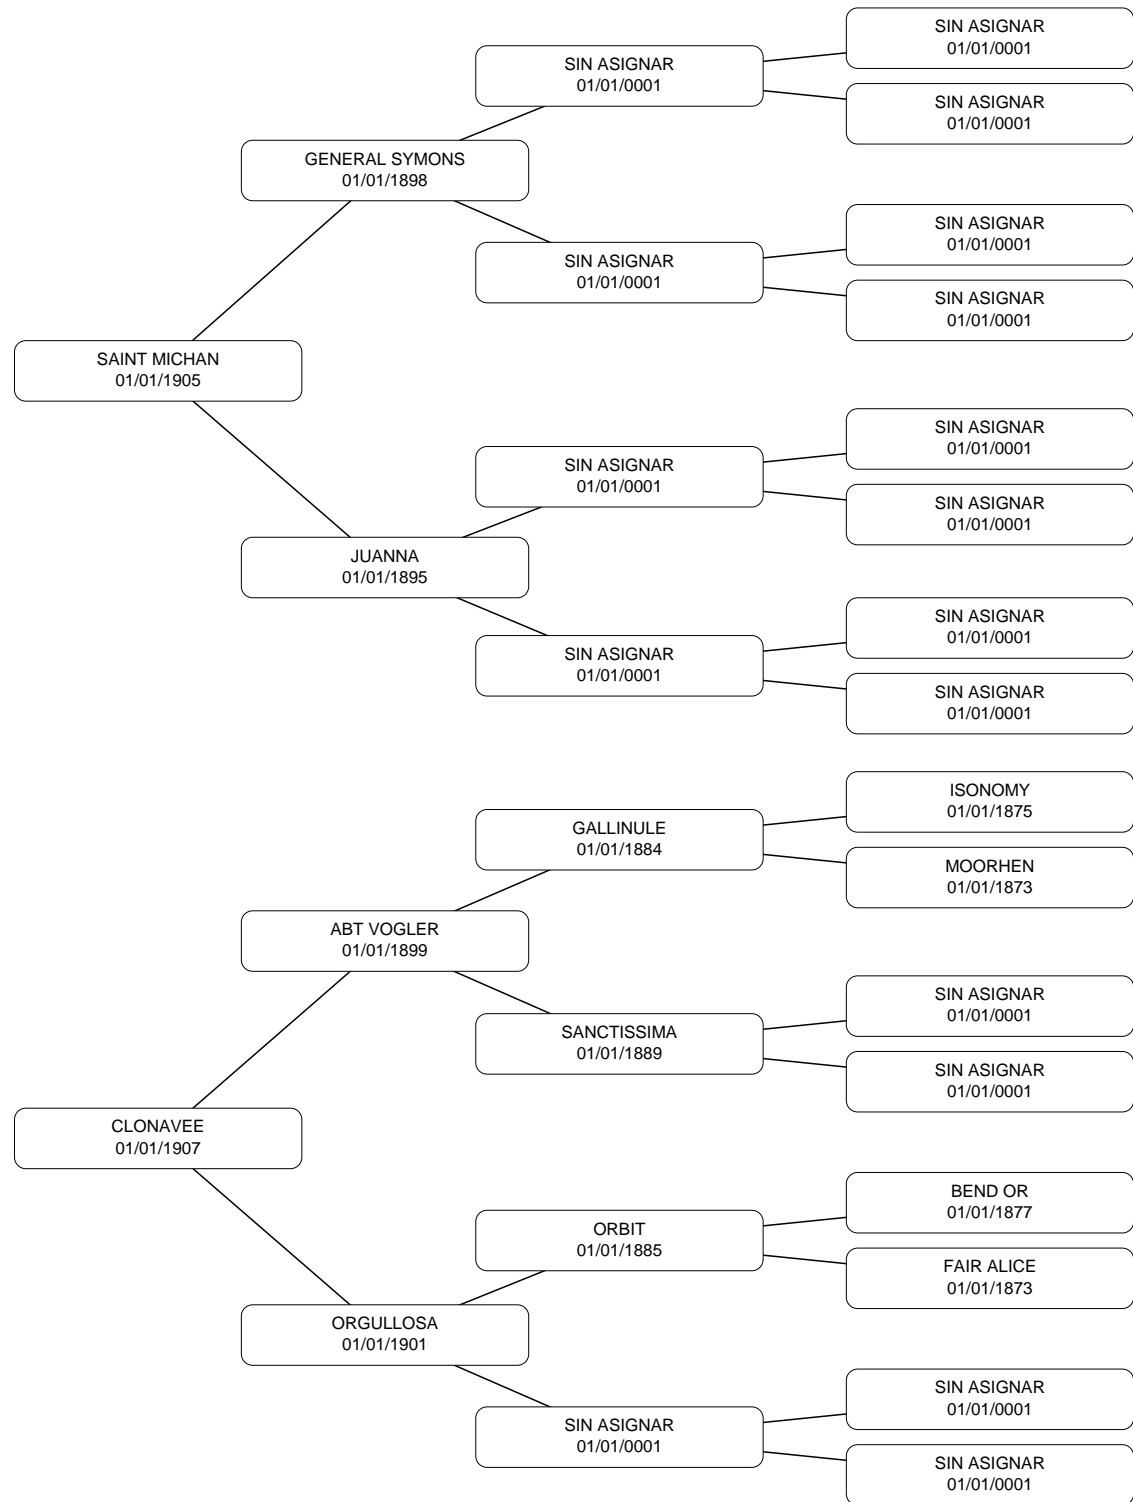 SIN ASIGNAR
01/01/0001
SIN ASIGNAR
01/01/0001
SIN ASIGNAR
01/01/0001
GENERAL SYMONS
01/01/1898
SIN ASIGNAR
01/01/0001
SIN ASIGNAR
01/01/0001
SIN ASIGNAR
01/01/0001
SAINT MICHAN
01/01/1905
SIN ASIGNAR
01/01/0001
SIN ASIGNAR
01/01/0001
SIN ASIGNAR
01/01/0001
JUANNA
01/01/1895
SIN ASIGNAR
01/01/0001
SIN ASIGNAR
01/01/0001
SIN ASIGNAR
01/01/0001
ISONOMY
01/01/1875
GALLINULE
01/01/1884
MOORHEN
01/01/1873
ABT VOGLER
01/01/1899
SIN ASIGNAR
01/01/0001
SANCTISSIMA
01/01/1889
SIN ASIGNAR
01/01/0001
CLONAVEE
01/01/1907
BEND OR
01/01/1877
ORBIT
01/01/1885
FAIR ALICE
01/01/1873
ORGULLOSA
01/01/1901
SIN ASIGNAR
01/01/0001
SIN ASIGNAR
01/01/0001
SIN ASIGNAR
01/01/0001